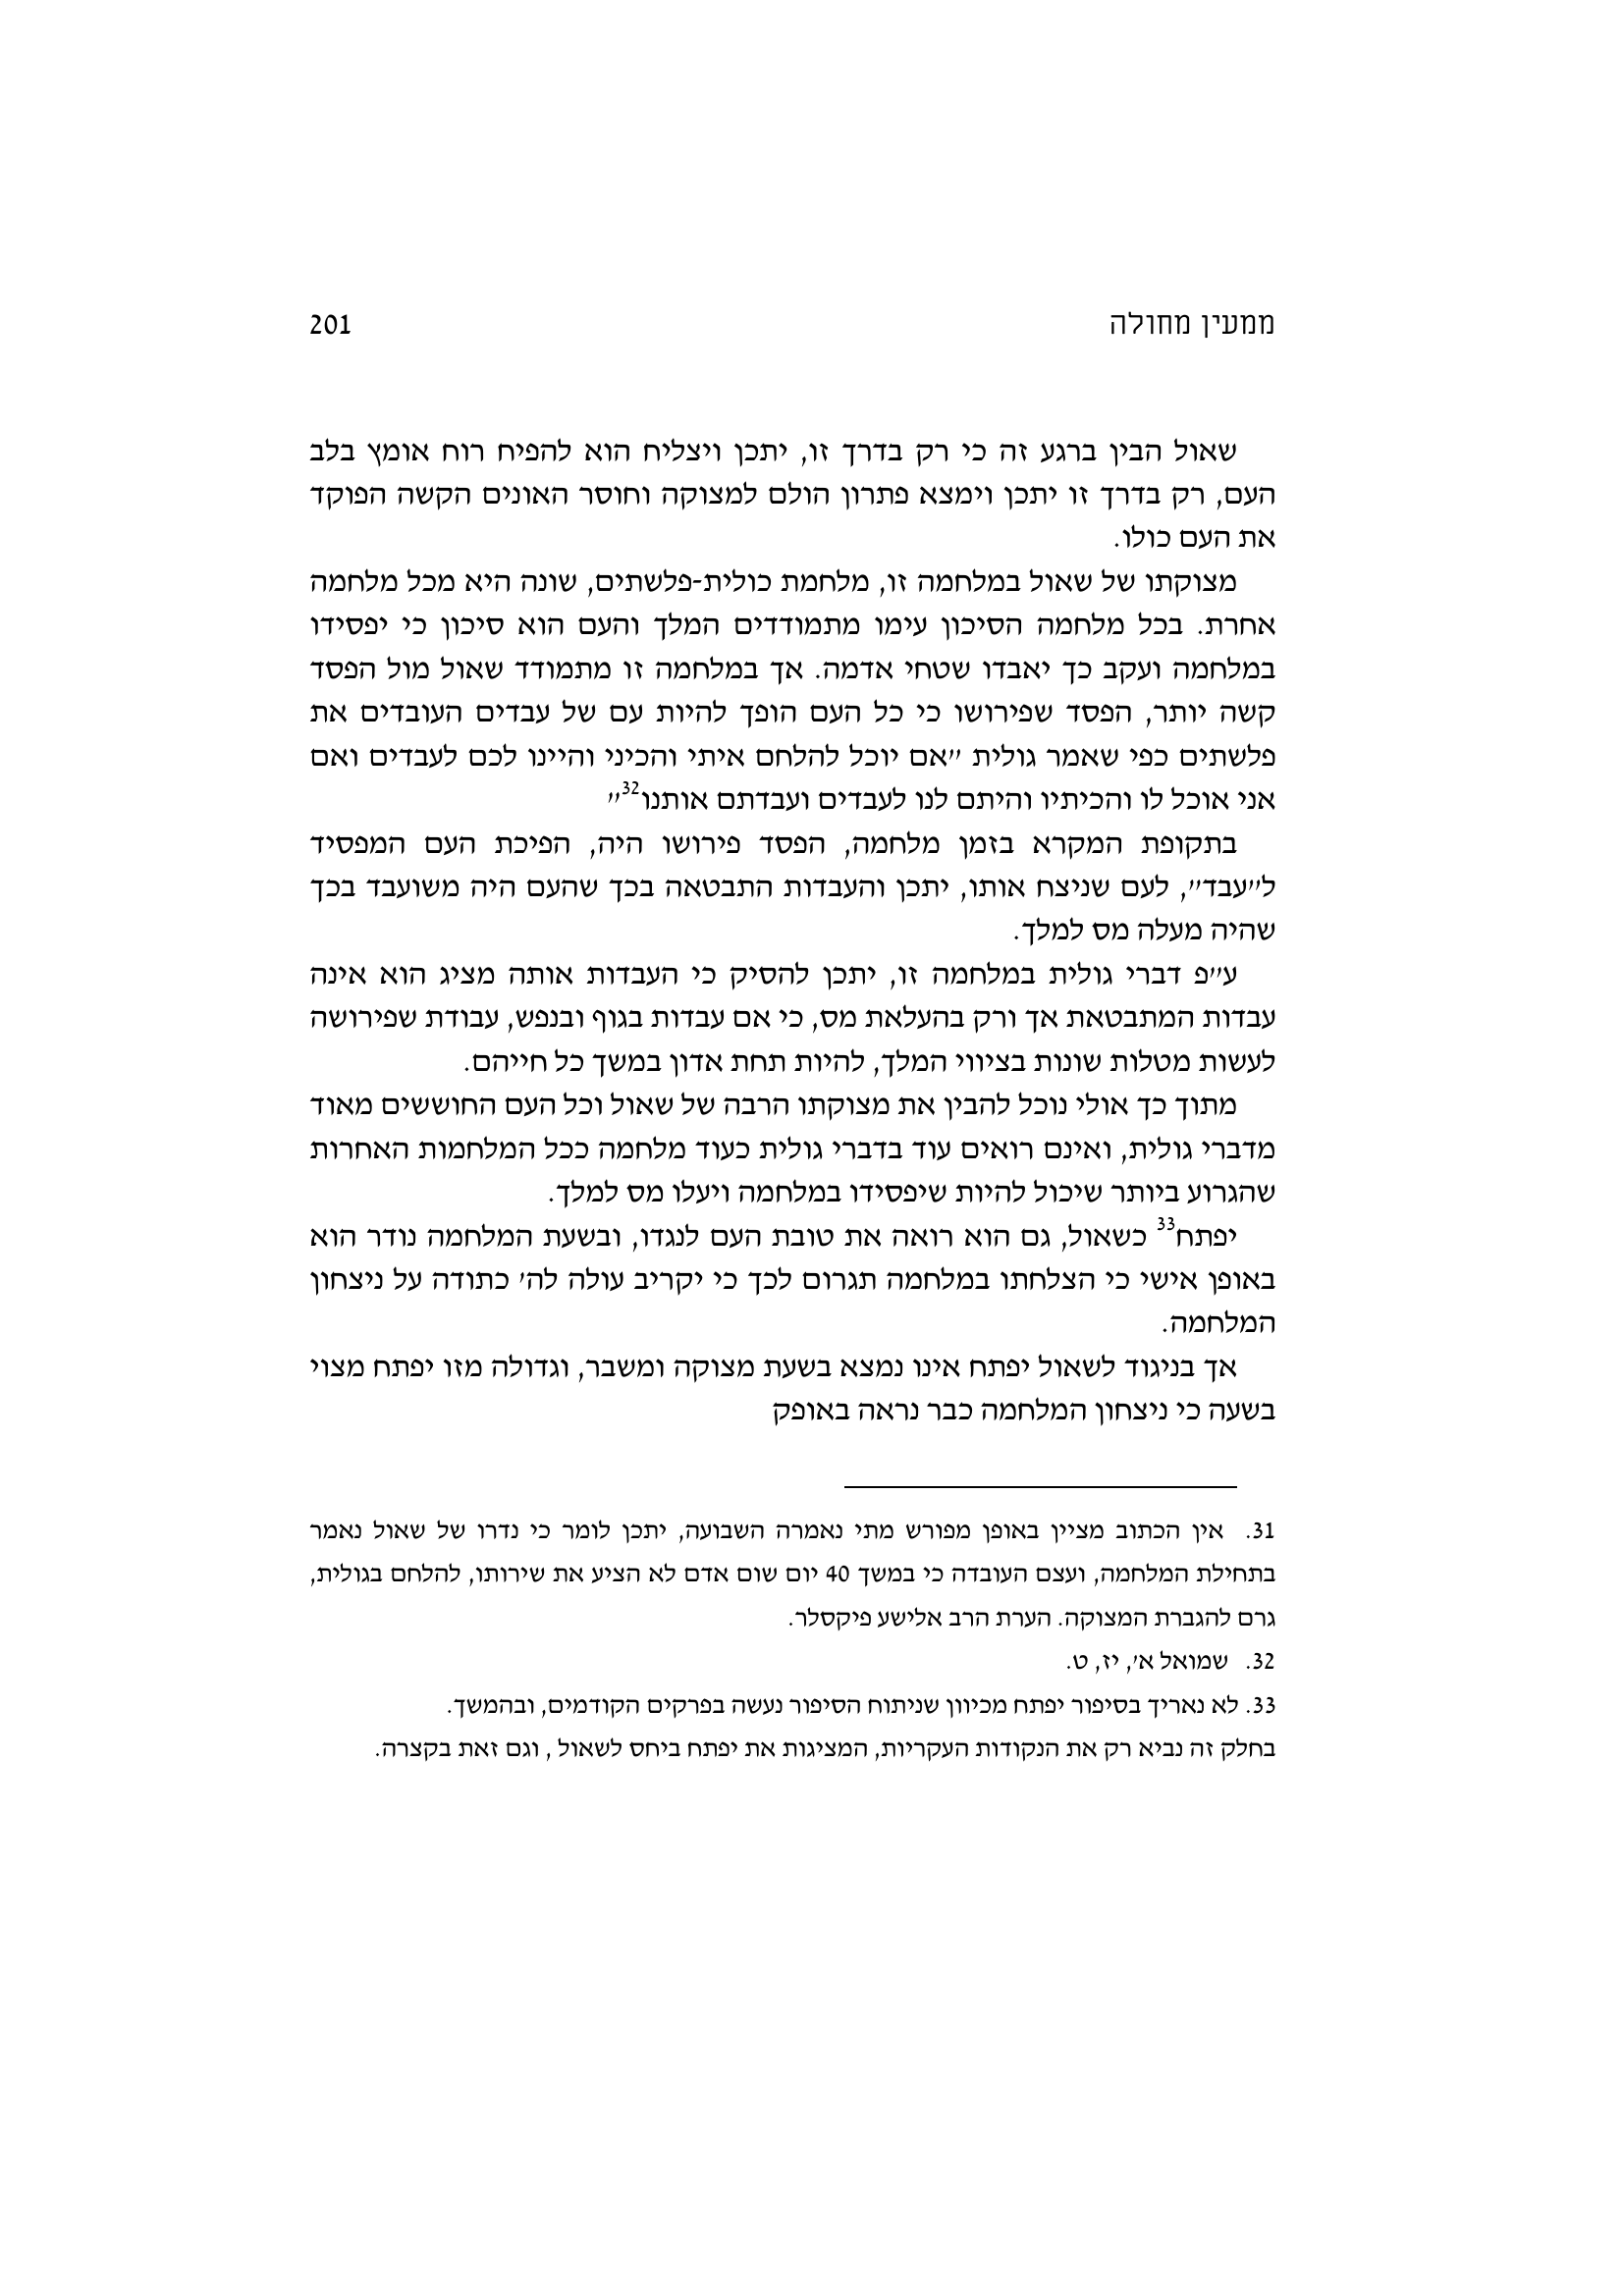 ממעין מחולה 201
שאול הבין ברגע זה כי רק בדרך זו, יתכן ויצליח הוא להפיח רוח אומץ בלב
העם, רק בדרך זו יתכן וימצא פתרון הולם למצוקה וחוסר האונים הקשה הפוקד
את העם כולו.
מצוקתו של שאול במלחמה זו, מלחמת כולית-פלשתים, שונה היא מכל מלחמה
אחרת. בכל מלחמה הסיכון עימו מתמודדים המלך והעם הוא סיכון כי יפסידו
במלחמה ועקב כך יאבדו שטחי אדמה. אך במלחמה זו מתמודד שאול מול הפסד
קשה יותר, הפסד שפירושו כי כל העם הופך להיות עם של עבדים העובדים את
פלשתים כפי שאמר גולית ״אם יוכל להלחם איתי והכיני והיינו לכם לעבדים ואם
אני אוכל לו והכיתיו והיתם לנו לעבדים ועבדתם אותנו32״
בתקופת המקרא בזמן מלחמה, הפסד פירושו היה, הפיכת העם המפסיד
ל״עבד״, לעם שניצח אותו, יתכן והעבדות התבטאה בכך שהעם היה משועבד בכך
שהיה מעלה מס למלך.
ע״פ דברי גולית במלחמה זו, יתכן להסיק כי העבדות אותה מציג הוא אינה
עבדות המתבטאת אך ורק בהעלאת מס, כי אם עבדות בגוף ובנפש, עבודת שפירושה
לעשות מטלות שונות בציווי המלך, להיות תחת אדון במשך כל חייהם.
מתוך כך אולי נוכל להבין את מצוקתו הרבה של שאול וכל העם החוששים מאוד
מדברי גולית, ואינם רואים עוד בדברי גולית כעוד מלחמה ככל המלחמות האחרות
שהגרוע ביותר שיכול להיות שיפסידו במלחמה ויעלו מס למלך.
יפתח33 כשאול, גם הוא רואה את טובת העם לנגדו, ובשעת המלחמה נודר הוא
באופן אישי כי הצלחתו במלחמה תגרום לכך כי יקריב עולה לה׳ כתודה על ניצחון
המלחמה.
אך בניגוד לשאול יפתח אינו נמצא בשעת מצוקה ומשבר, וגדולה מזו יפתח מצוי
בשעה כי ניצחון המלחמה כבר נראה באופק
31. אין הכתוב מציין באופן מפורש מתי נאמרה השבועה, יתכן לומר כי נדרו של שאול נאמר
בתחילת המלחמה, ועצם העובדה כי במשך 40 יום שום אדם לא הציע את שירותו, להלחם בגולית,
גרם להגברת המצוקה. הערת הרב אלישע פיקסלר.
32. שמואל א׳, יז, ט.
33. לא נאריך בסיפור יפתח מכיוון שניתוח הסיפור נעשה בפרקים הקודמים, ובהמשך.
בחלק זה נביא רק את הנקודות העקריות, המציגות את יפתח ביחס לשאול , וגם זאת בקצרה.